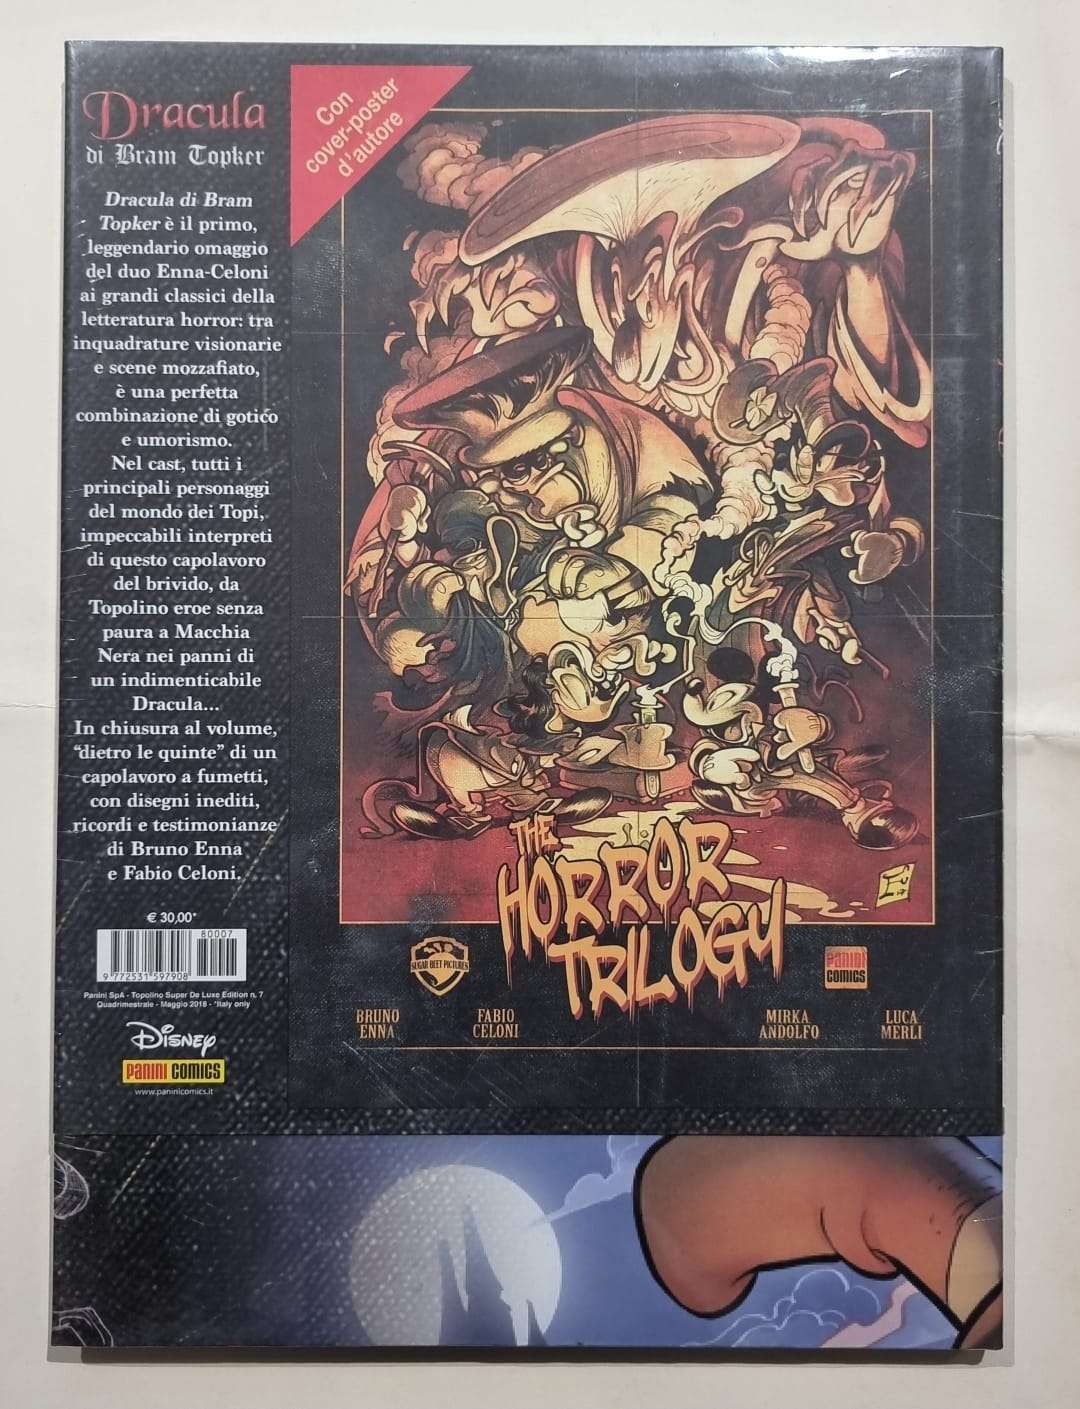 Dracula
di Bram Topker
Dracula di Bram
Topker è il primo,
leggendario omaggio
del duo Enna-Celoni
ai grandi classici della
letteratura horror: tra
inquadrature visionarie
e scene mozzafiato,
è una perfetta
combinazione di gotico
e umorismo.
Nel cast, tutti i
principali personaggi
del mondo dei Topi,
impeccabili interpreti
di questo capolavoro
del brivido, da
Topolino eroe senza
paura a Macchia
Nera nei panni di
un indimenticabile
Dracula...
In chiusura al volume,
“dietro le quinte” di un
capolavoro a fumetti,
con disegni inediti,
ricordi e testimonianze
di Bruno Enna
e Fabio Celoni.
€ 30,00*
80007
9 772531 597908
Panini SpA - Topolino Super De Luxe Edition n. 7
Quadrimestrale - Maggio 2018 - *Italy only
Disney
PANINI COMICS
www.paninicomics.it
Con
cover-poster
d'autore
THE
HORROR
TRILOGY
SUGAR BEET PICTURES
PANINI
COMICS
BRUNO
ENNA
FABIO
CELONI
MIRKA
ANDOLFO
LUCA
MERLI